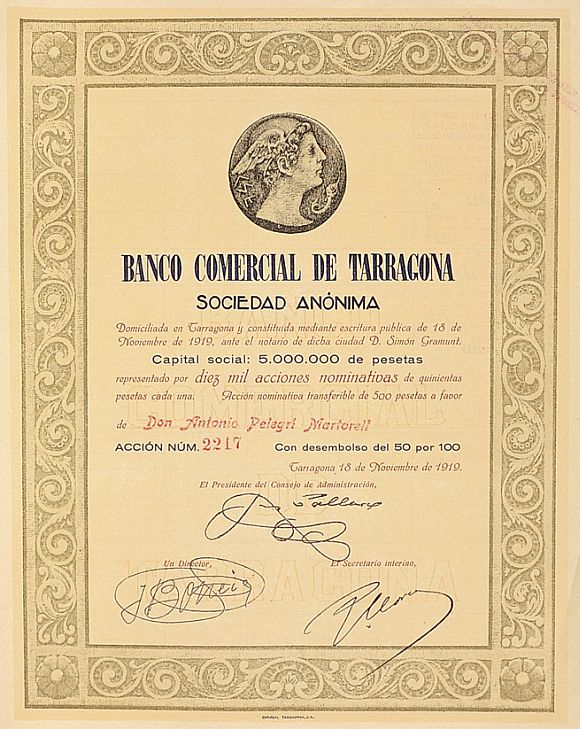 BANCO COMERCIAL DE TARRAGONA
SOCIEDAD ANÓNIMA
Domiciliada en Tarragona y constituída mediante escritura pública de 18 de
Noviembre de 1919, ante el notario de dicha ciudad D. Simón Gramunt.
Capital social: 5.000.000 de pesetas
representado por diez mil acciones nominativas de quinientas
pesetas cada una. Acción nominativa transferible de 500 pesetas a favor
de Don Antonio Pelegrí Martorell
ACCIÓN NÚM. 2217 Con desembolso del 50 por 100
Tarragona 18 de Noviembre de 1919.
El Presidente del Consejo de Administración,
Un Director, El Secretario interino,